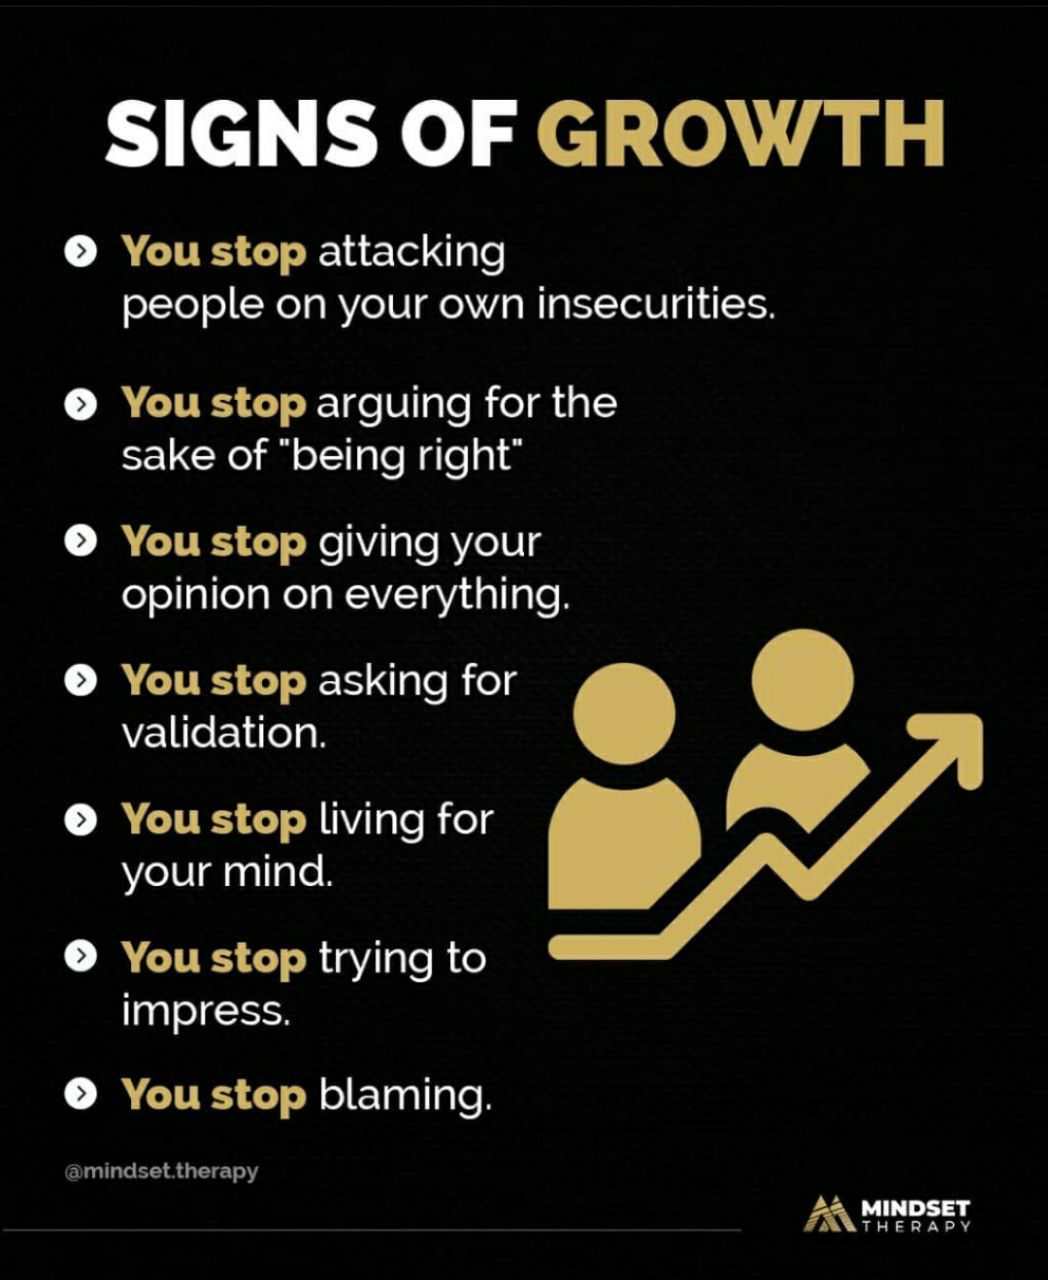 SIGNS OF GROWTH
You stop attacking
people on your own insecurities.
You stop arguing for the
sake of "being right"
You stop giving your
opinion on everything.
You stop asking for
validation.
You stop living for
your mind.
You stop trying to
impress.
You stop blaming.
@mindset.therapy
MINDSET
THERAPY